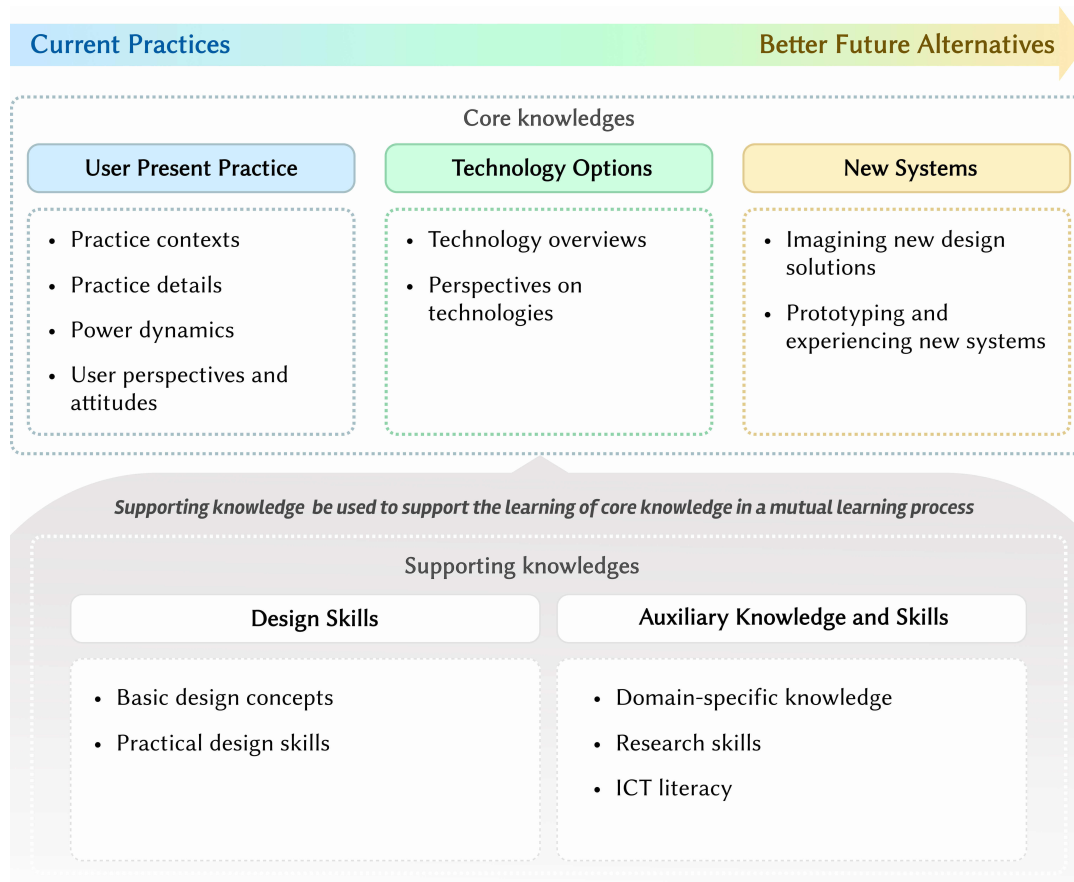 Current Practices
Better Future Alternatives
Core knowledges
User Present Practice
• Practice contexts
• Practice details
• Power dynamics
• User perspectives and
attitudes
Technology Options
• Technology overviews
• Perspectives on
technologies
New Systems
• Imagining new design
solutions
• Prototyping and
experiencing new systems
Supporting knowledge be used to support the learning of core knowledge in a mutual learning process
Supporting knowledges
Design Skills
• Basic design concepts
• Practical design skills
Auxiliary Knowledge and Skills
• Domain-specific knowledge
• Research skills
• ICT literacy